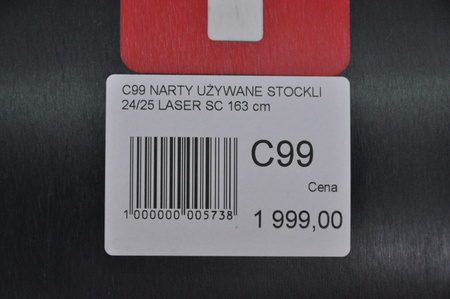 C99 NARTY UŻYWANE STOCKLI
24/25 LASER SC 163 cm
C99
Cena
1 000000 005738
1 999,00